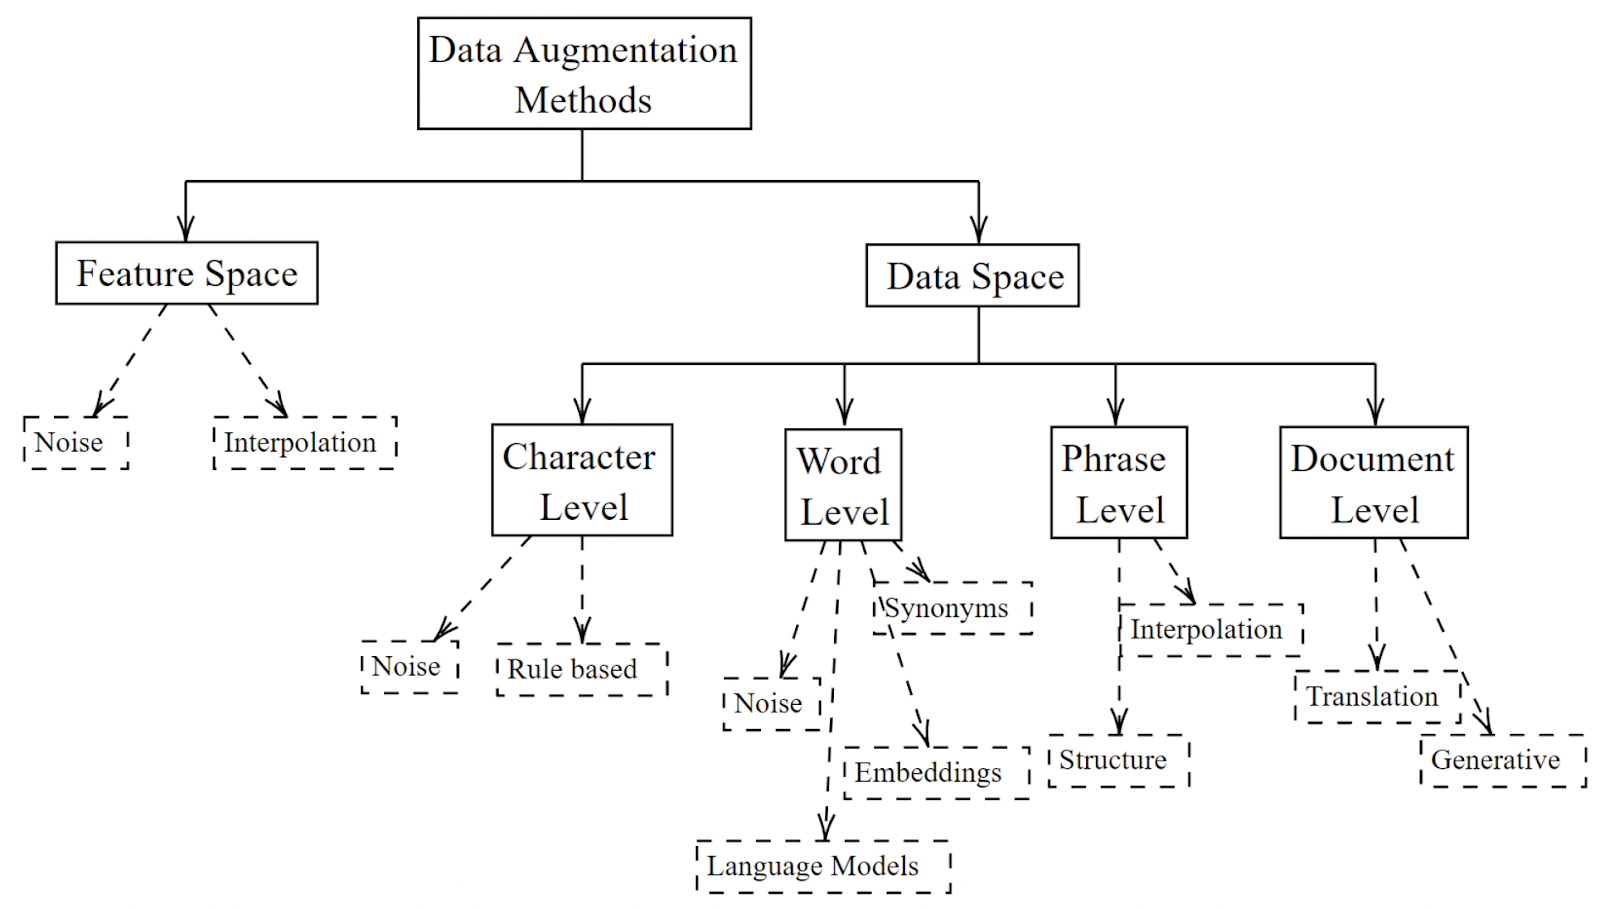 Data Augmentation
Methods
Feature Space
Data Space
Noise
Interpolation
Character
Level
Word
Level
Phrase
Level
Document
Level
Noise
Rule based
Noise
Language Models
Embeddings
Synonyms
Structure
Interpolation
Translation
Generative